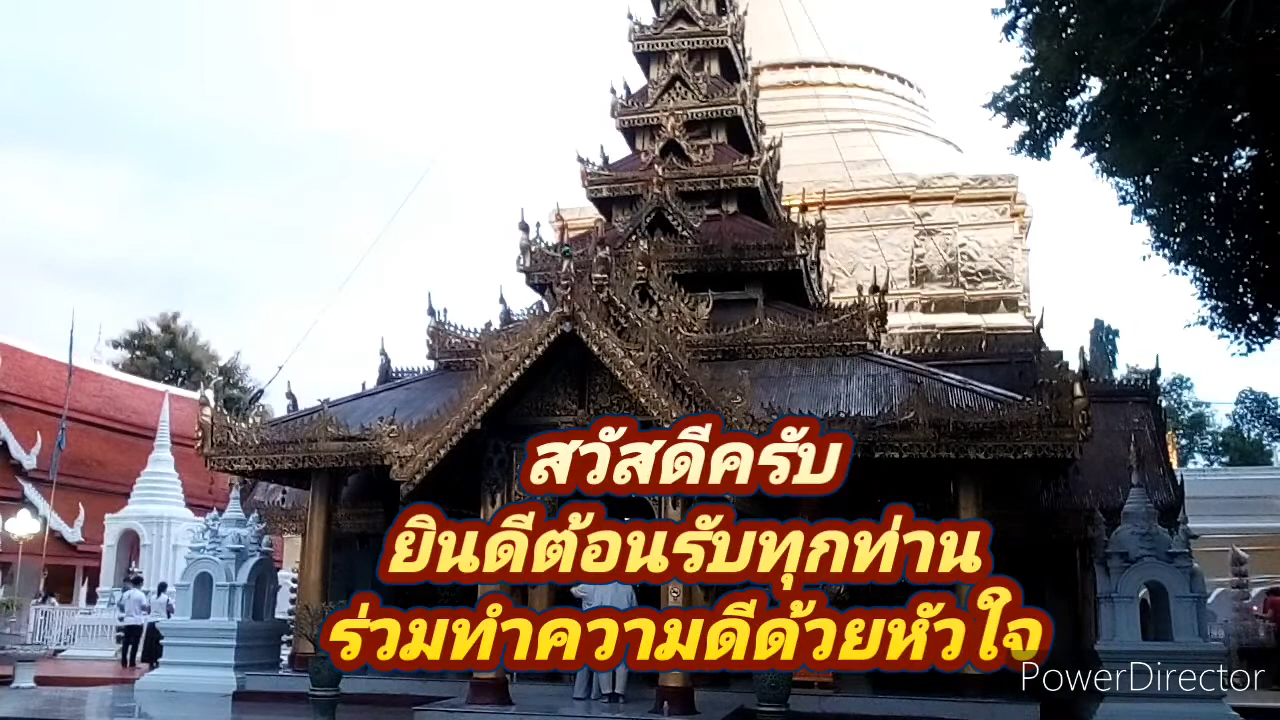 สวัสดีครับ
ยินดีต้อนรับทุกท่าน
ร่วมทำความดีด้วยหัวใจ
PowerDirector